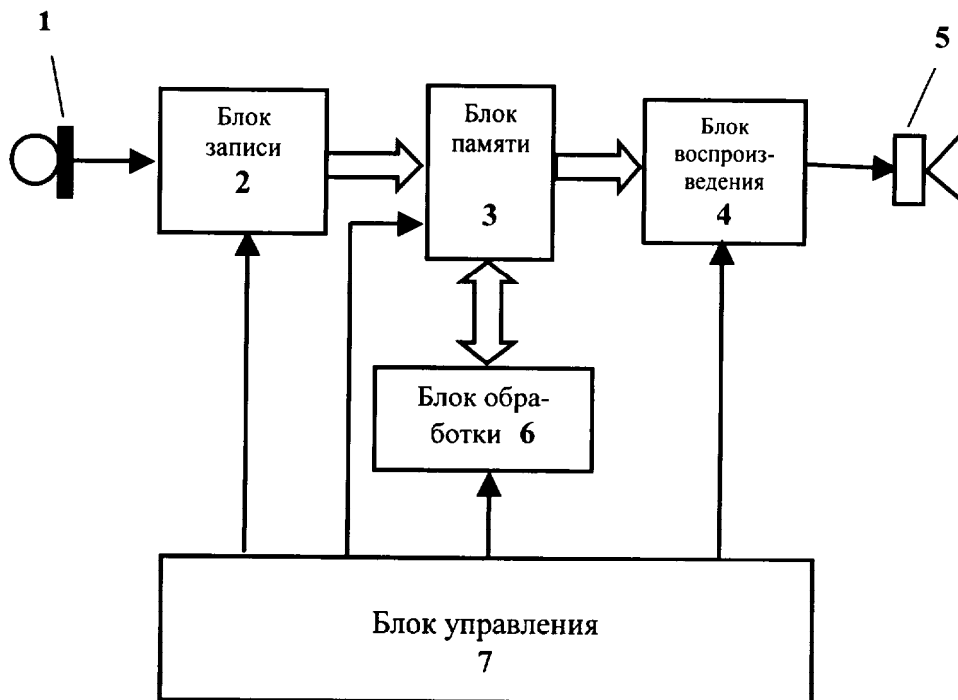 1
5
Блок
записи
2
Блок
памяти
3
Блок
воспроиз-
ведения
4
Блок обра-
ботки 6
Блок управления
7